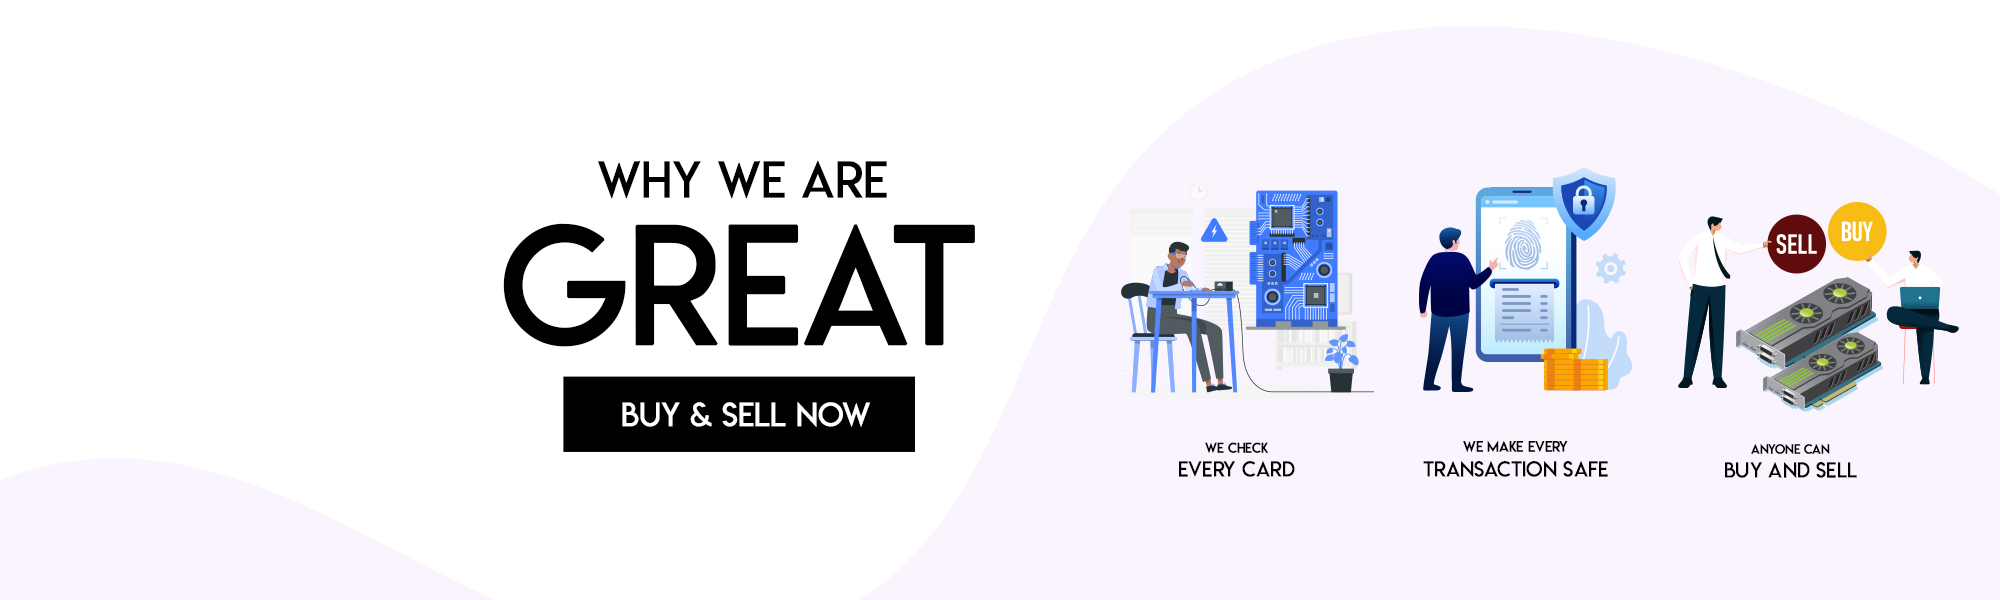 WHY WE ARE
GREAT
BUY & SELL NOW
WE CHECK
EVERY CARD
WE MAKE EVERY
TRANSACTION SAFE
SELL
BUY
ANYONE CAN
BUY AND SELL